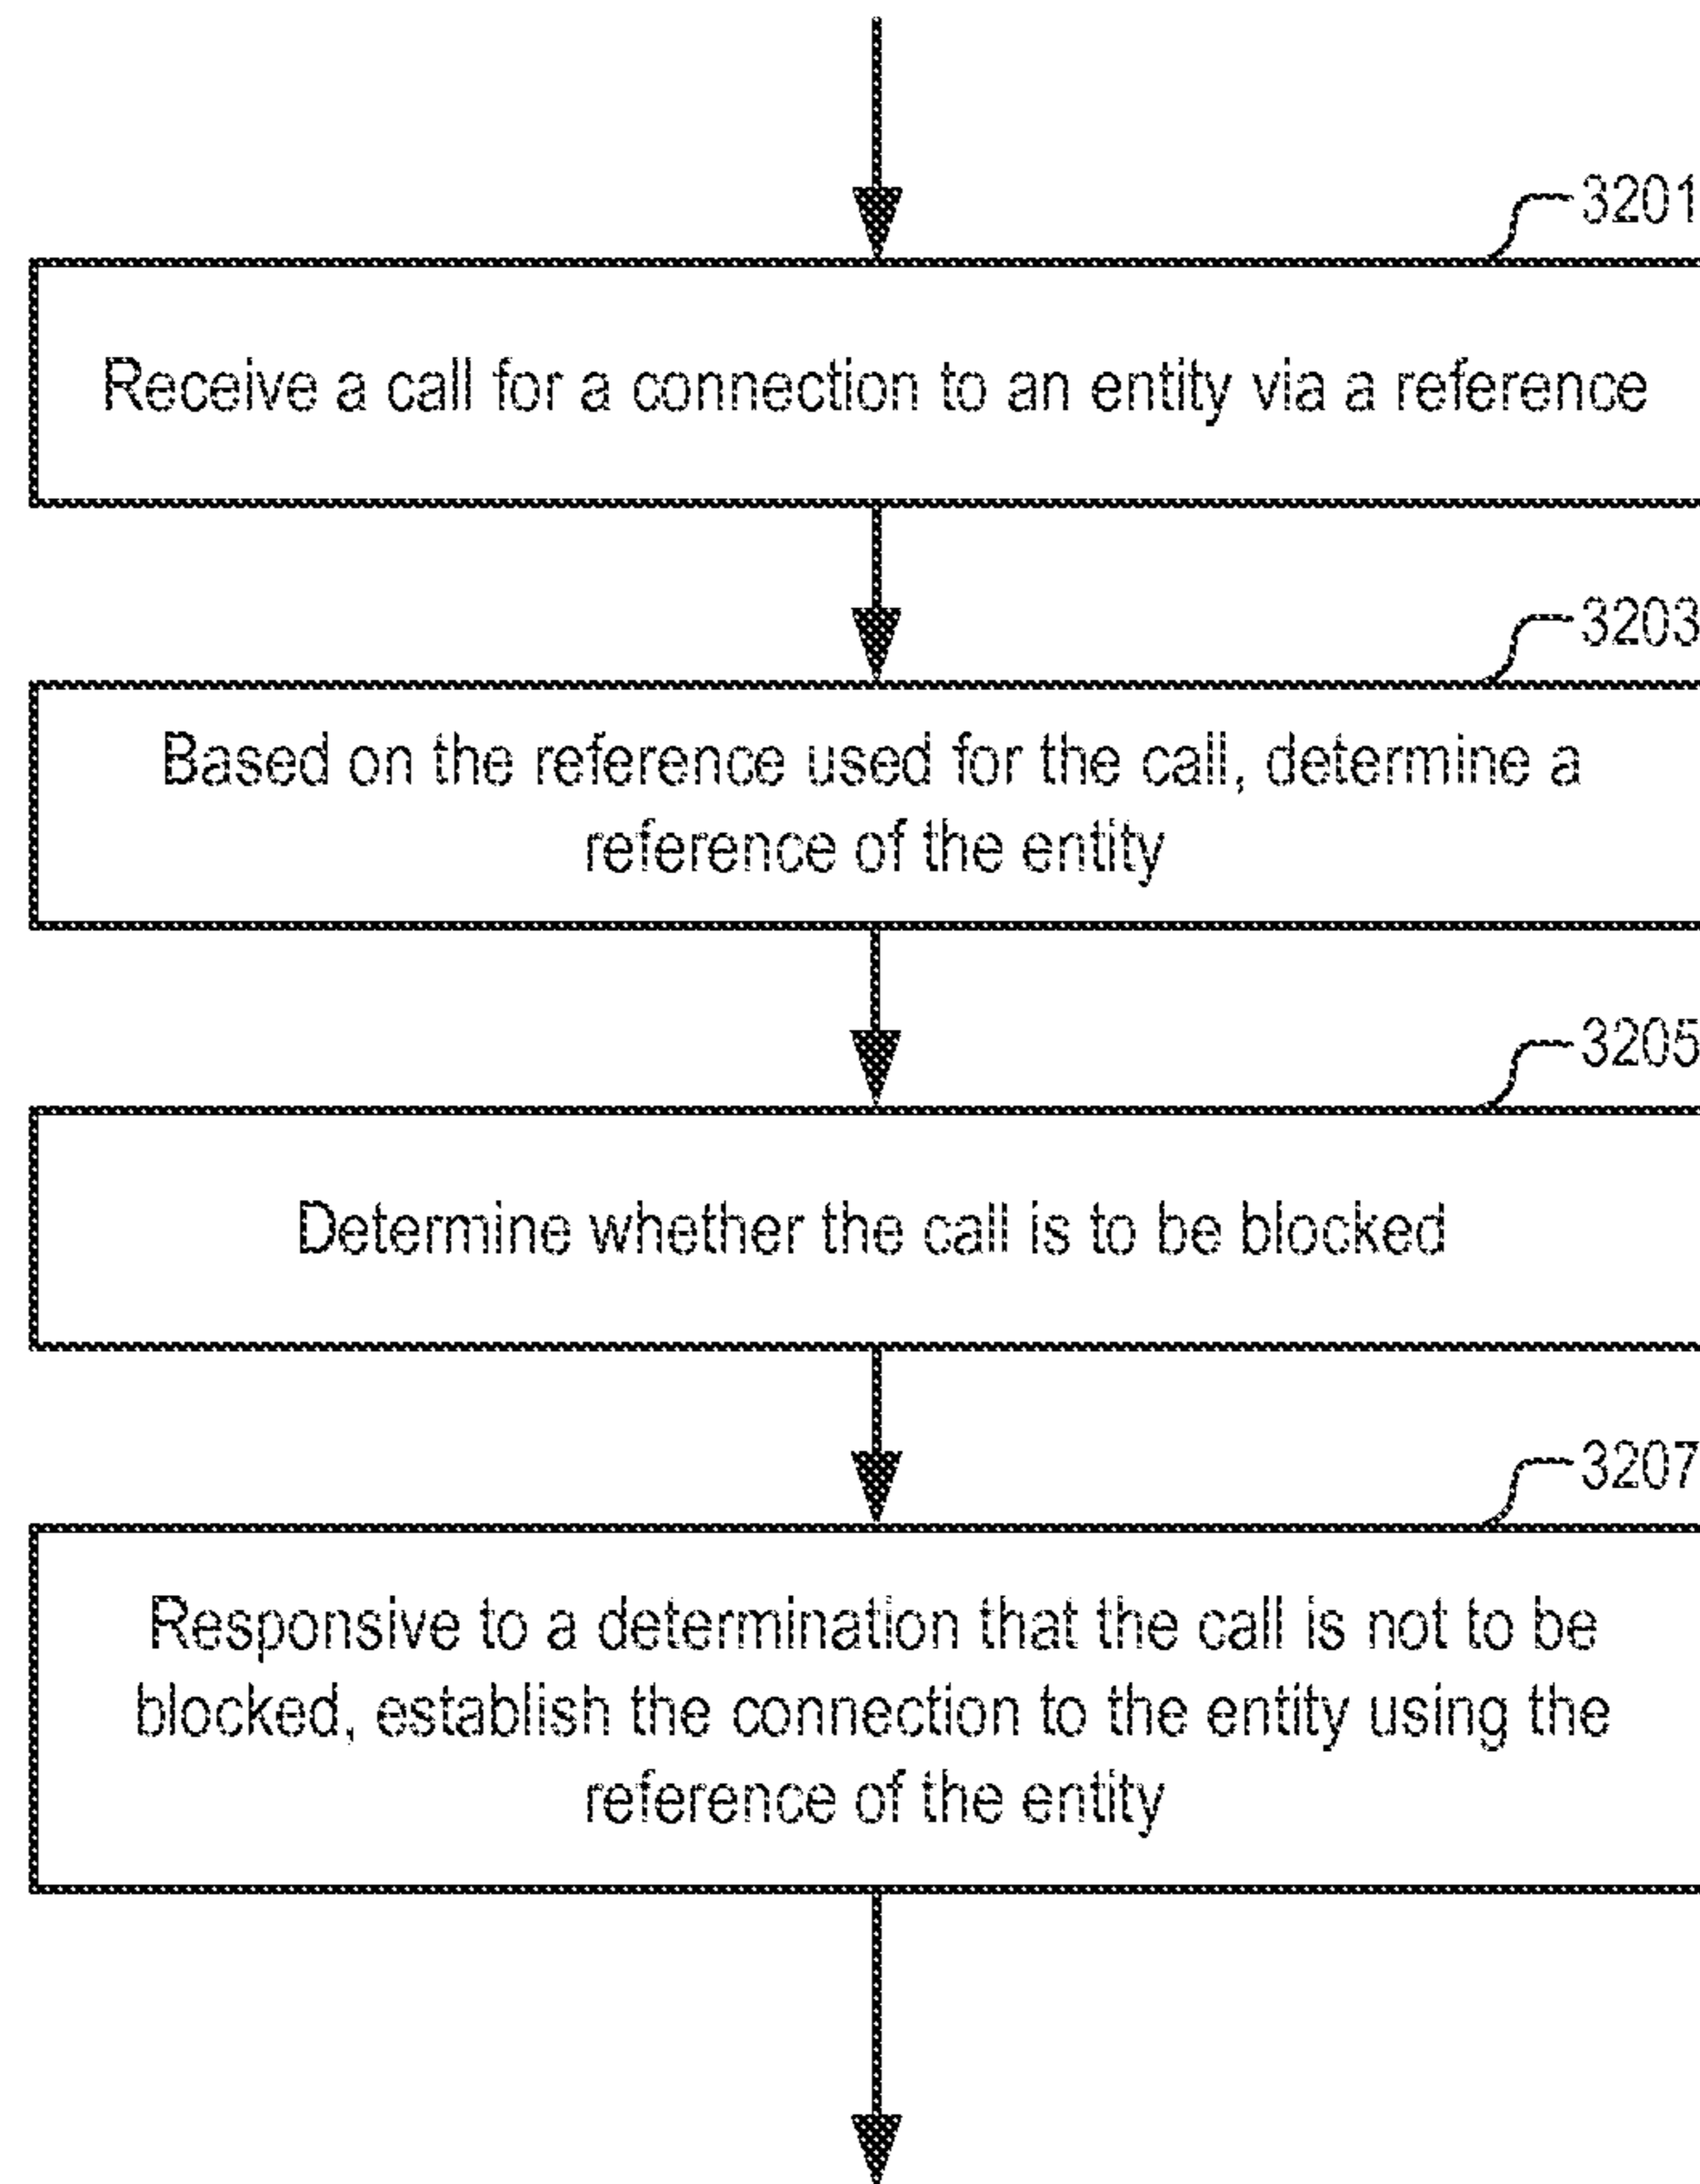 3201
Receive a call for a connection to an entity via a reference
3203
Based on the reference used for the call, determine a
reference of the entity
3205
Determine whether the call is to be blocked
3207
Responsive to a determination that the call is not to be
blocked, establish the connection to the entity using the
reference of the entity